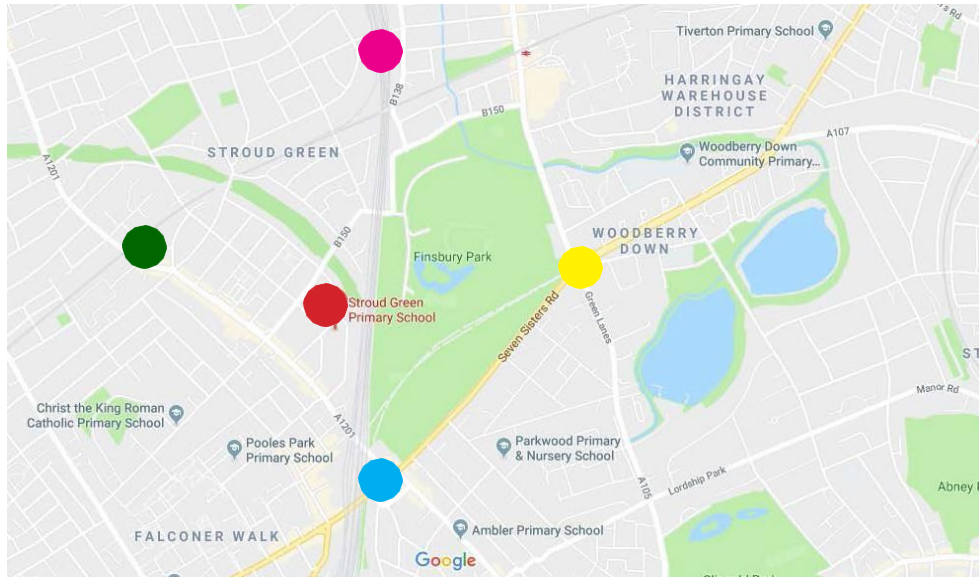 Tiverton Primary School
HARRINGAY
WAREHOUSE
DISTRICT
B138
B150
A107
STROUD GREEN
Woodberry Down
Community Primary...
A1201
B150
WOODBERRY
DOWN
Finsbury Park
Stroud Green
Primary School
Seven Sisters Rd
Green Lanes
ST
Manor Rd
Christ the King Roman
Catholic Primary School
A1201
Pooles Park
Primary School
Parkwood Primary
& Nursery School
A105
Lordship Park
Abney
FALCONER WALK
Ambler Primary School
Google